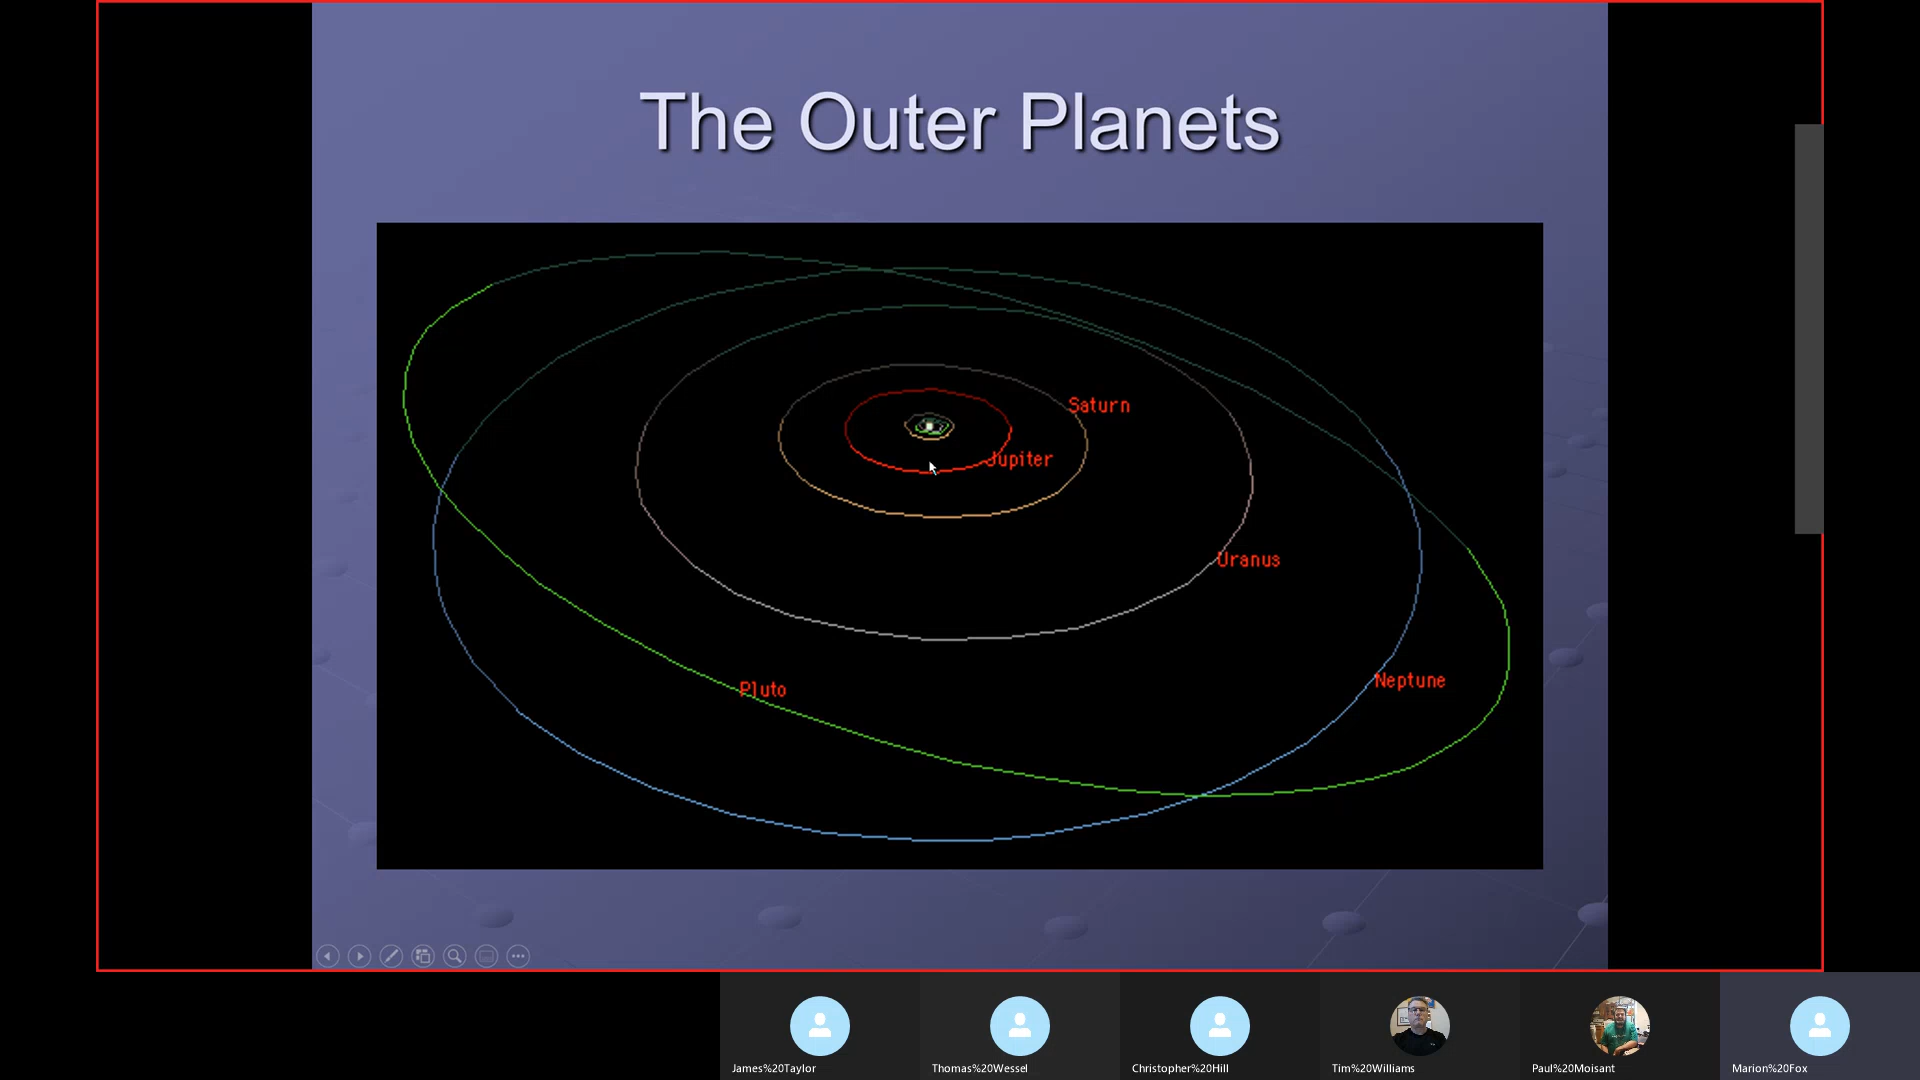 The Outer Planets
Saturn
Jupiter
Uranus
Neptune
Pluto
James%20Taylor
Thomas%20Wessel
Christopher%20Hill
Tim%20Williams
Paul%20Moisant
Marion%20Fox